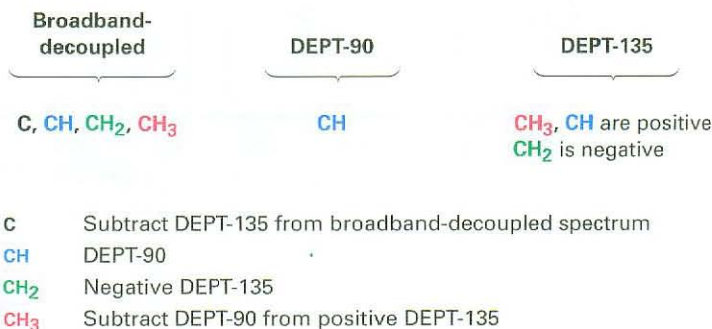 Broadband-
decoupled
DEPT-90
DEPT-135
C, CH, CH₂, CH₃
CH
CH₃, CH are positive
CH₂ is negative
C Subtract DEPT-135 from broadband-decoupled spectrum
CH DEPT-90
CH₂ Negative DEPT-135
CH₃ Subtract DEPT-90 from positive DEPT-135